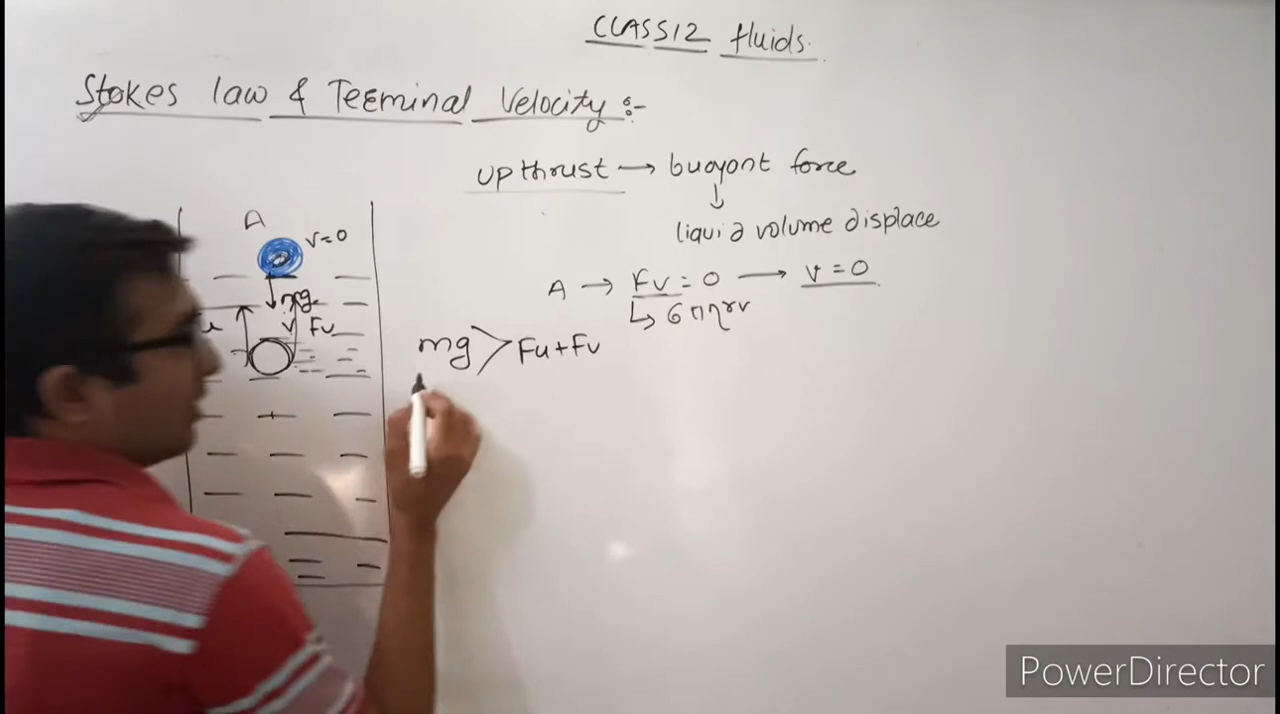 CLASS12 fluids.
Stokes law & Terminal Velocity :-
upthrust → buoyant force
↓
liquid volume displace
A
v=0
A → Fv = 0 → v = 0
↳ 6πηrv
mg
Fv
mg > Fu+Fv
PowerDirector